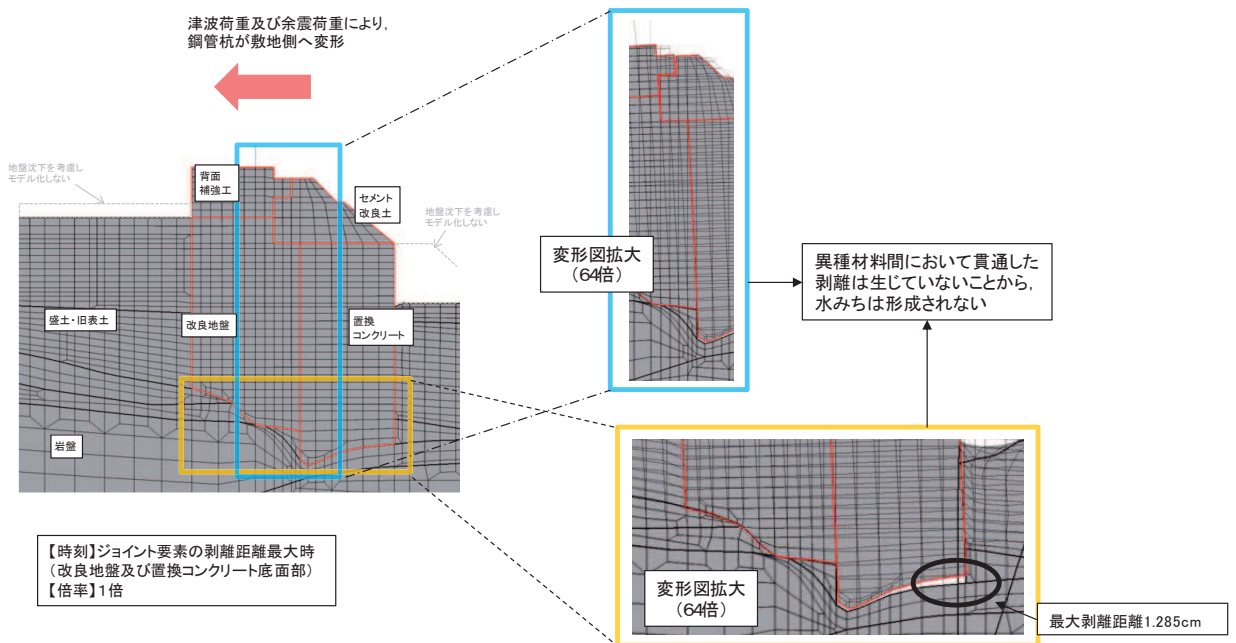 津波荷重及び余震荷重により,
鋼管杭が敷地側へ変形
地盤沈下を考慮し
モデル化しない
背面
補強工
セメント
改良土
地盤沈下を考慮し
モデル化しない
盛土・旧表土
改良地盤
置換
コンクリート
岩盤
変形図拡大
(64倍)
異種材料間において貫通した
剥離は生じていないことから,
水みちは形成されない
【時刻】ジョイント要素の剥離距離最大時
(改良地盤及び置換コンクリート底面部)
【倍率】1倍
変形図拡大
(64倍)
最大剥離距離1.285cm